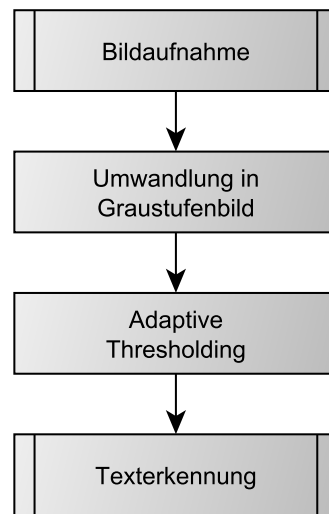 Bildaufnahme
Umwandlung in
Graustufenbild
Adaptive
Thresholding
Texterkennung